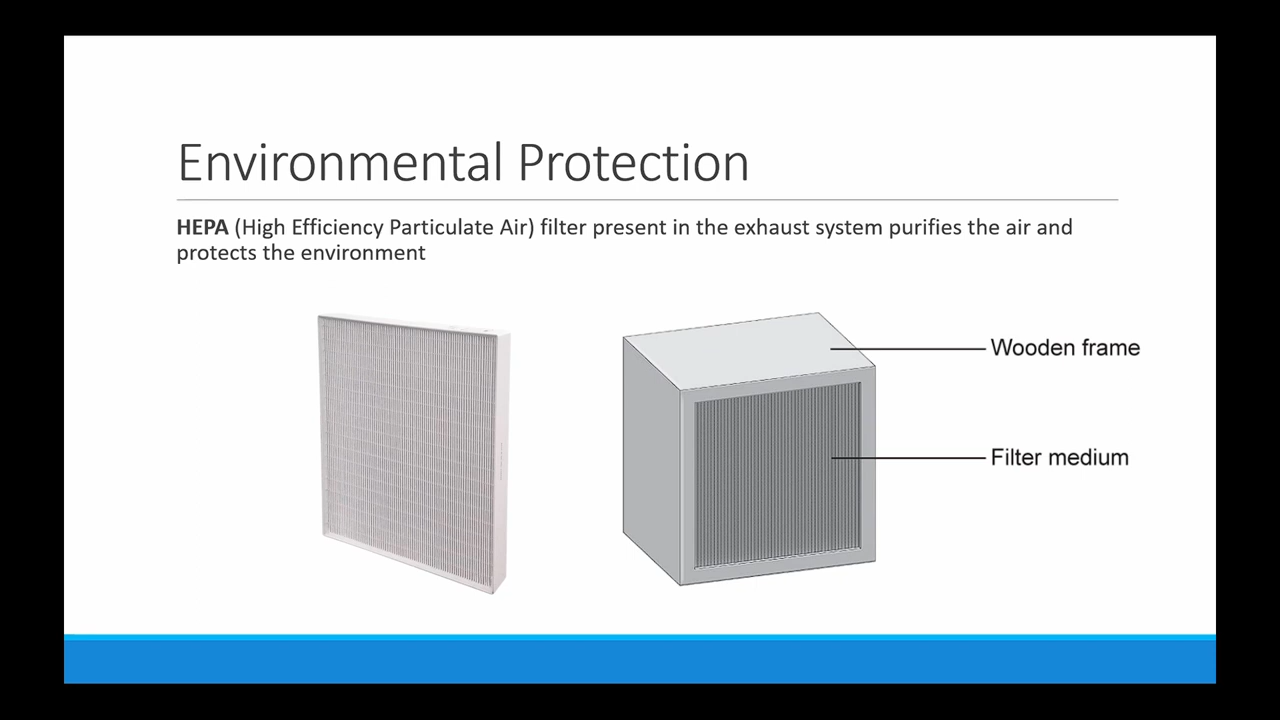 Environmental Protection
HEPA (High Efficiency Particulate Air) filter present in the exhaust system purifies the air and
protects the environment
Wooden frame
Filter medium